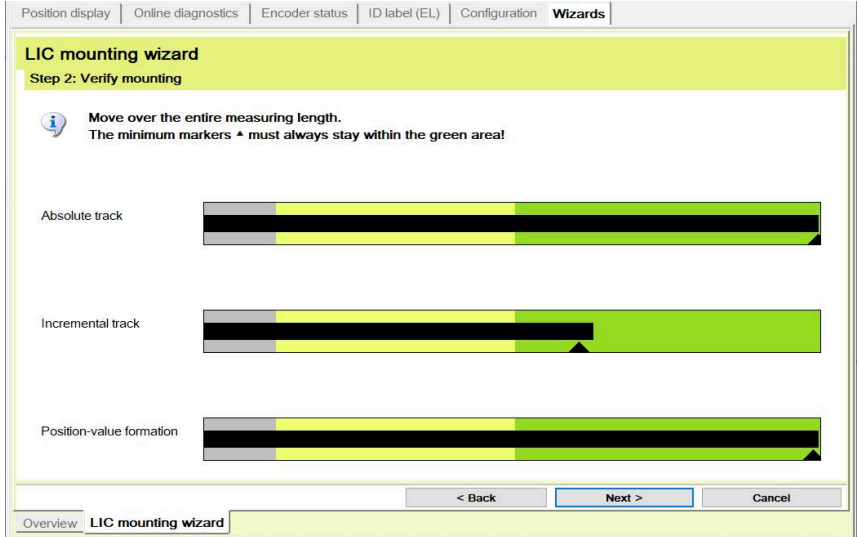 Position display Online diagnostics Encoder status ID label (EL) Configuration Wizards
LIC mounting wizard
Step 2: Verify mounting
Move over the entire measuring length.
The minimum markers ▲ must always stay within the green area!
Absolute track
Incremental track
Position-value formation
< Back Next > Cancel
Overview LIC mounting wizard